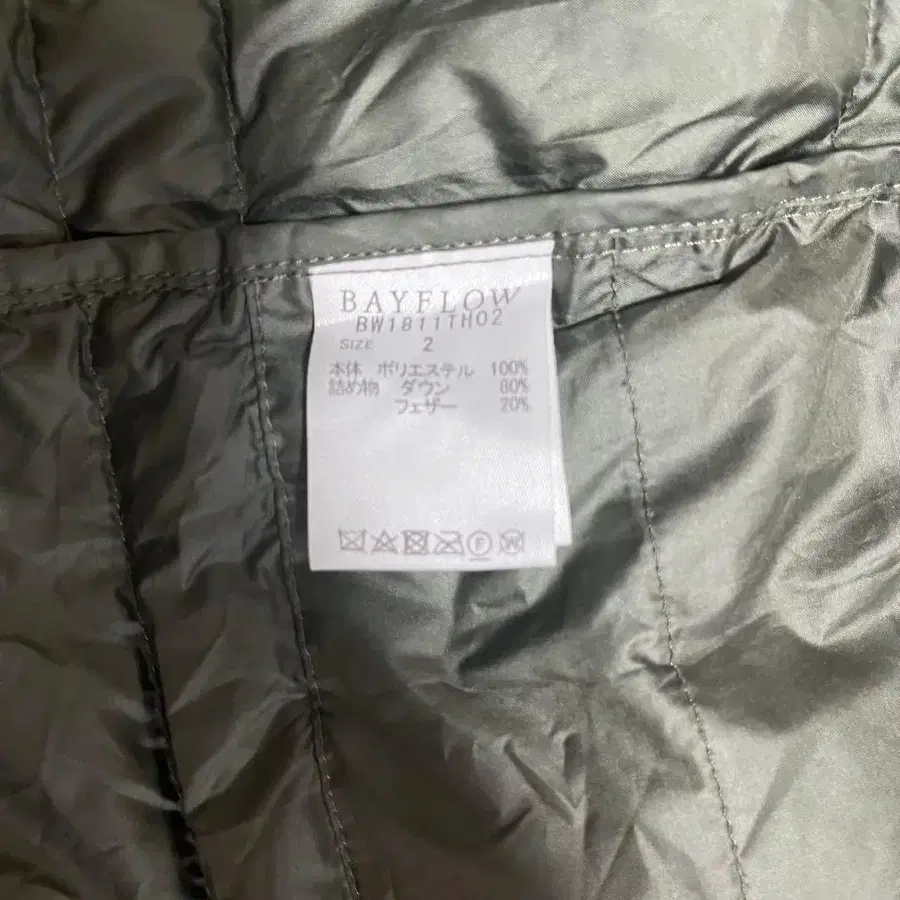 BAYFLOW
BW1811TH02
SIZE 2
本体 ポリエステル 100%
詰め物 ダウン 80%
フェザー 20%
F
W